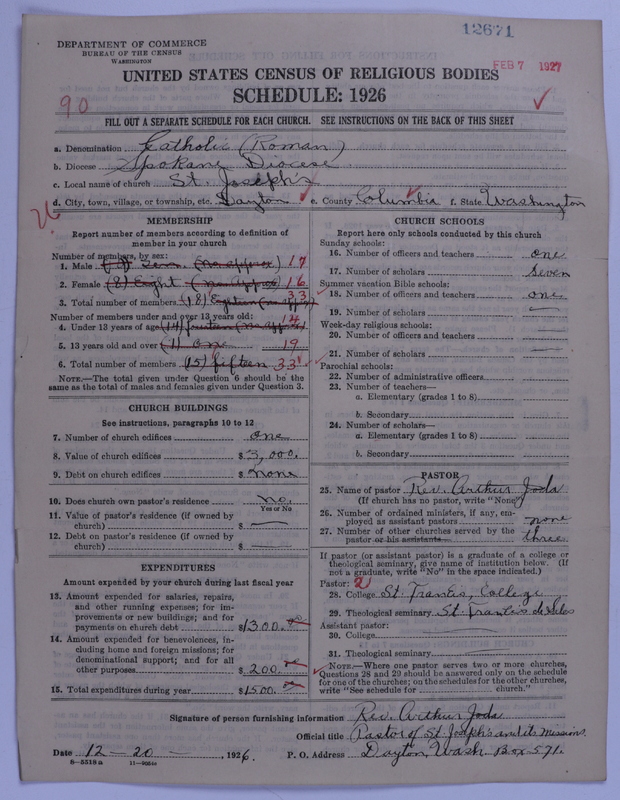 12671
DEPARTMENT OF COMMERCE
BUREAU OF THE CENSUS
WASHINGTON
FEB 7 1927
UNITED STATES CENSUS OF RELIGIOUS BODIES
SCHEDULE: 1926
90
FILL OUT A SEPARATE SCHEDULE FOR EACH CHURCH. SEE INSTRUCTIONS ON THE BACK OF THIS SHEET
a. Denomination Catholic (Roman)
b. Diocese Spokane Diocese
c. Local name of church St. Joseph's
d. City, town, village, or township, etc. Dayton e. County Columbia f. State Washington
MEMBERSHIP
Report number of members according to definition of
member in your church
Number of members, by sex:
1. Male 17
2. Female (8) Eight 16
3. Total number of members (18) Eighteen 33
Number of members under and over 13 years old:
4. Under 13 years of age (14) fourteen 14
5. 13 years old and over (1) one 19
6. Total number of members (15) fifteen 33
NOTE.—The total given under Question 6 should be the
same as the total of males and females given under Question 3.
CHURCH BUILDINGS
See instructions, paragraphs 10 to 12
7. Number of church edifices one
8. Value of church edifices $ 3,000.
9. Debt on church edifices $ none
10. Does church own pastor's residence no.
Yes or No
11. Value of pastor's residence (if owned by
church) $ —
12. Debt on pastor's residence (if owned by
church) $ —
EXPENDITURES
Amount expended by your church during last fiscal year
13. Amount expended for salaries, repairs,
and other running expenses; for im-
provements or new buildings; and for
payments on church debt $1300.
14. Amount expended for benevolences, in-
cluding home and foreign missions; for
denominational support; and for all
other purposes $ 200.
15. Total expenditures during year $1500.
CHURCH SCHOOLS
Report here only schools conducted by this church
Sunday schools:
16. Number of officers and teachers one
17. Number of scholars seven
Summer vacation Bible schools:
18. Number of officers and teachers one
19. Number of scholars —
Week-day religious schools:
20. Number of officers and teachers —
21. Number of scholars —
Parochial schools:
22. Number of administrative officers
23. Number of teachers—
a. Elementary (grades 1 to 8)
b. Secondary
24. Number of scholars—
a. Elementary (grades 1 to 8)
b. Secondary
PASTOR
25. Name of pastor Rev. Arthur Joda
(If church has no pastor, write "None")
26. Number of ordained ministers, if any, em-
ployed as assistant pastors none
27. Number of other churches served by the
pastor or his assistants three
If pastor (or assistant pastor) is a graduate of a college or
theological seminary, give name of institution below. (If
not a graduate, write "No" in the space indicated.)
Pastor: 2
28. College St. Francis, College
29. Theological seminary St. Francis de Sales
Assistant pastor:
30. College
31. Theological seminary
NOTE.—Where one pastor serves two or more churches,
Questions 28 and 29 should be answered only on the schedule
for one of the churches; on the schedules for the other churches,
write "See schedule for church."
Signature of person furnishing information Rev. Arthur Joda
Official title Pastor of St. Joseph's and its missions
Date 12–20–, 1926. P. O. Address Dayton, Wash. Box 571.
8—5318a 11—9064